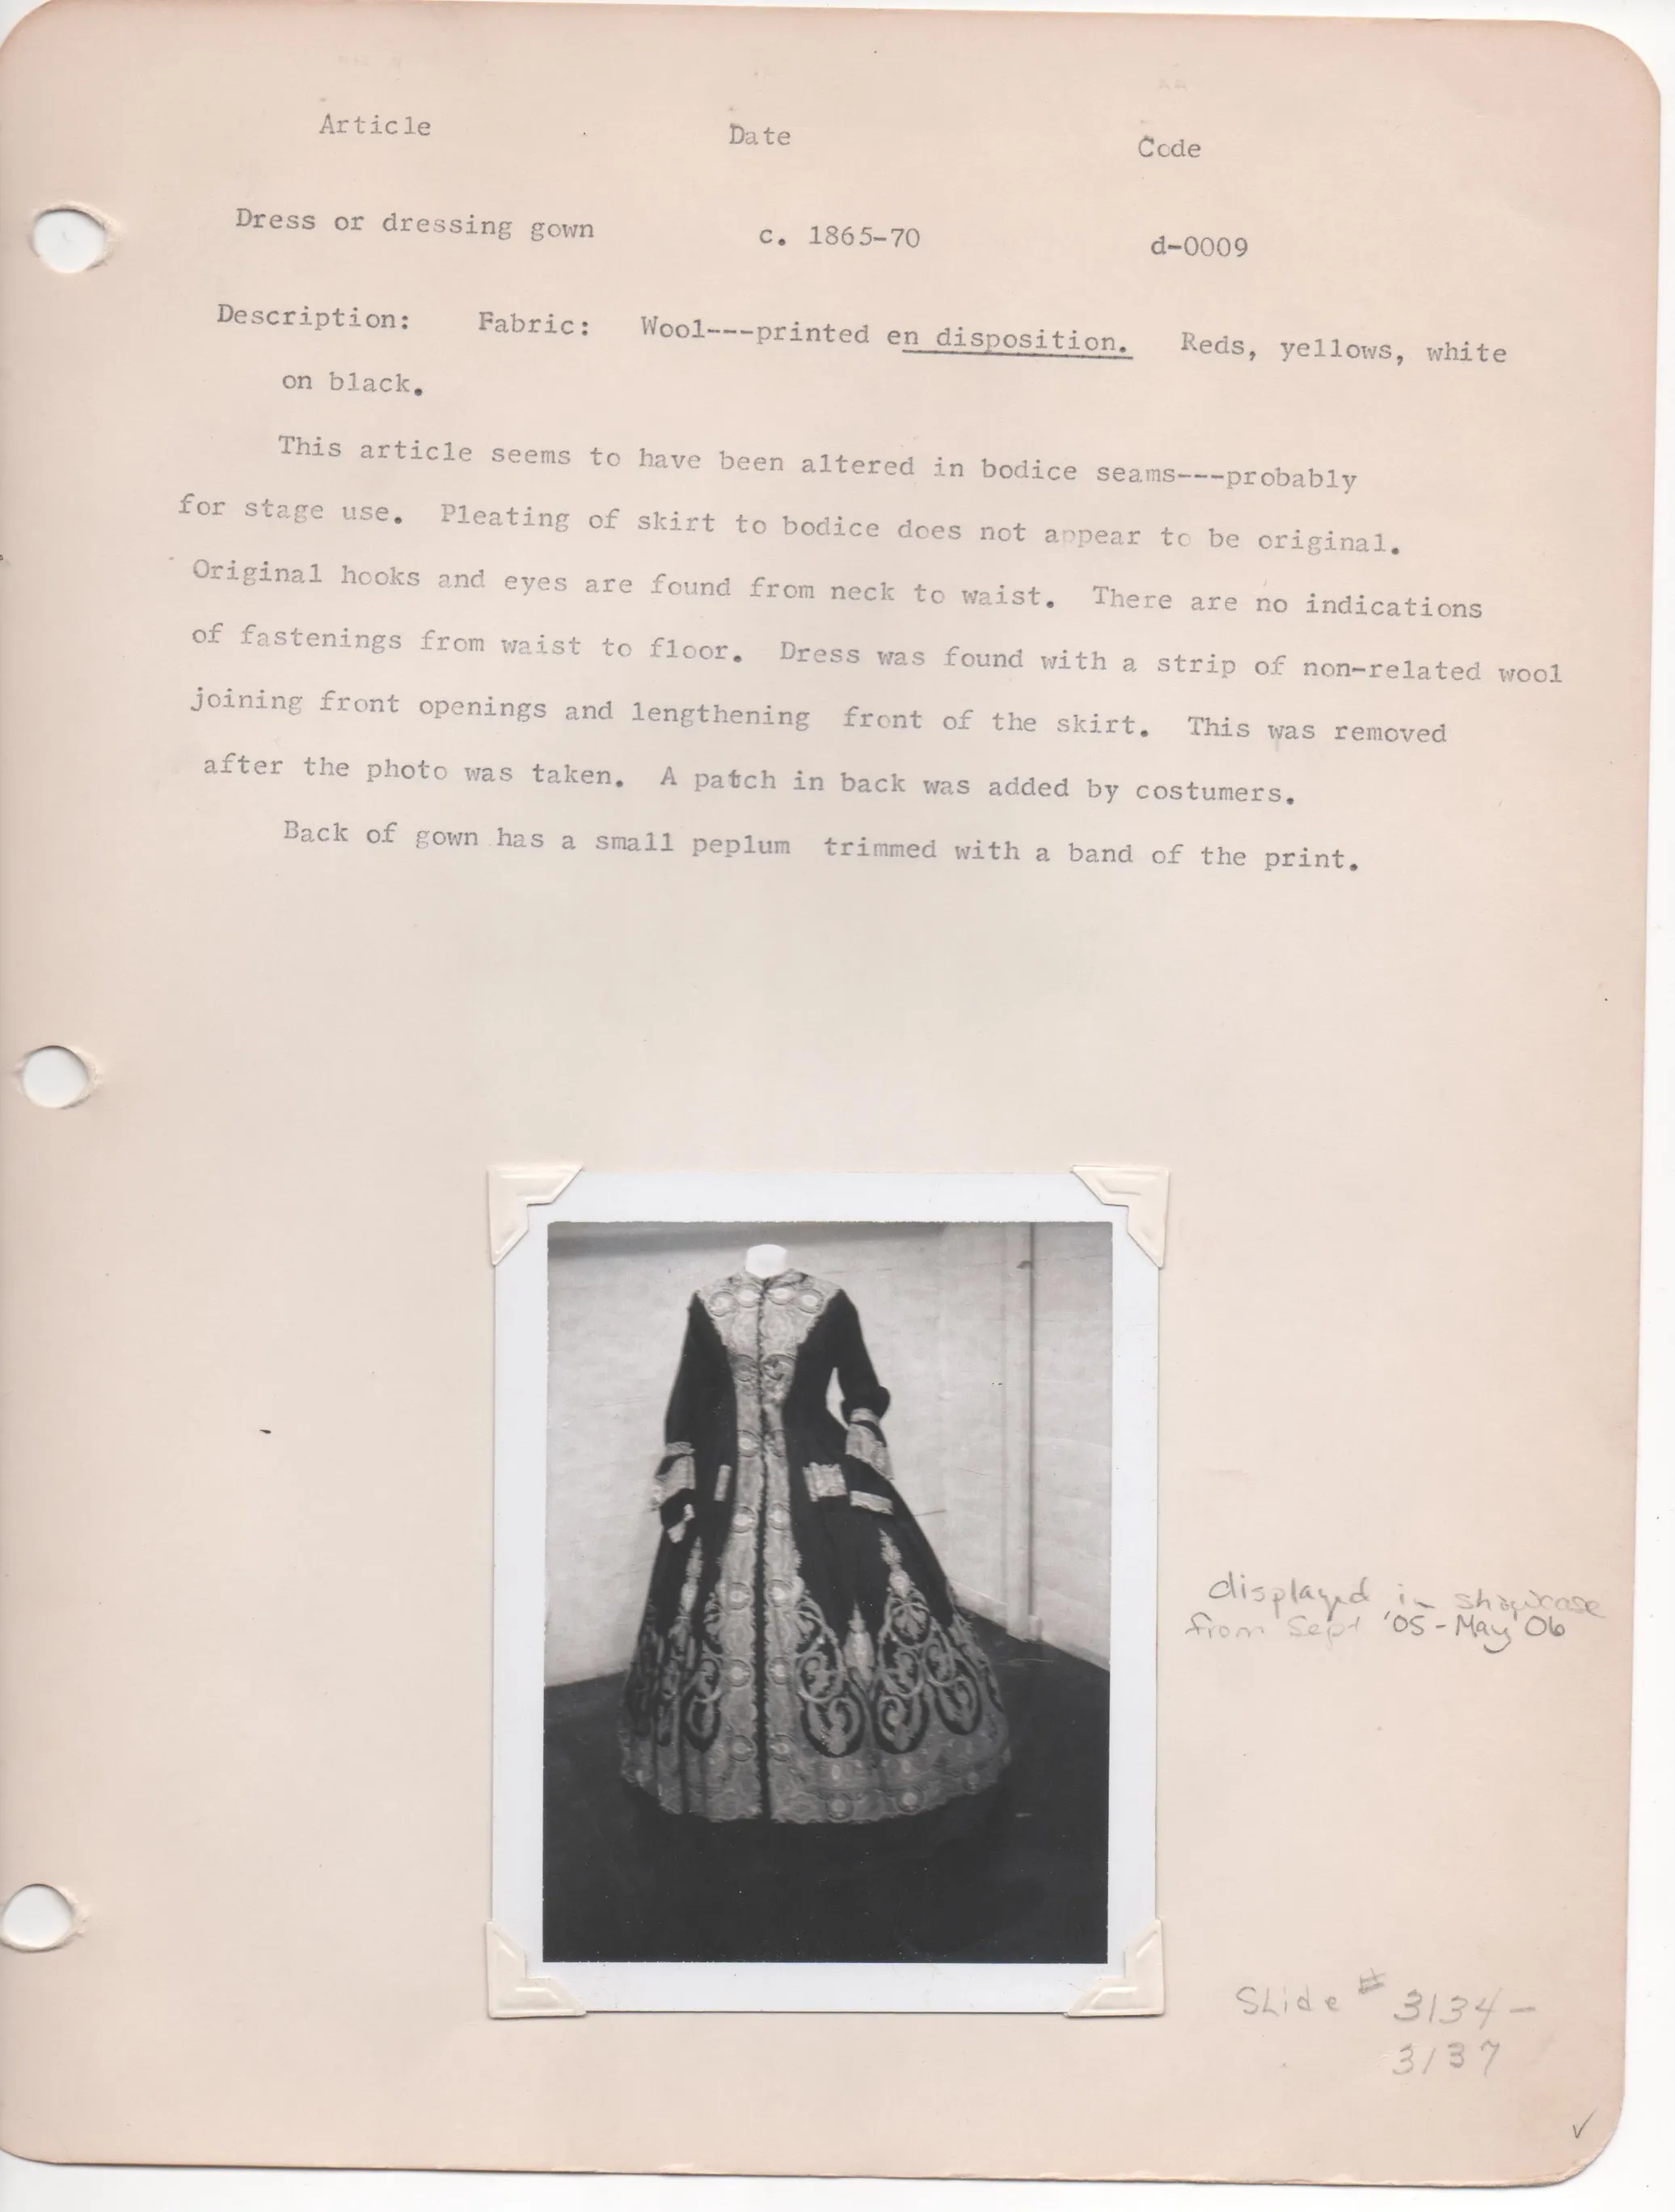 Article Date Code
Dress or dressing gown c. 1865-70 d-0009
Description: Fabric: Wool---printed en disposition. Reds, yellows, white
on black.
This article seems to have been altered in bodice seams---probably
for stage use. Pleating of skirt to bodice does not appear to be original.
Original hooks and eyes are found from neck to waist. There are no indications
of fastenings from waist to floor. Dress was found with a strip of non-related wool
joining front openings and lengthening front of the skirt. This was removed
after the photo was taken. A patch in back was added by costumers.
Back of gown has a small peplum trimmed with a band of the print.
displayed in showcase
from Sept '05 - May 06
Slide # 3134-
3137